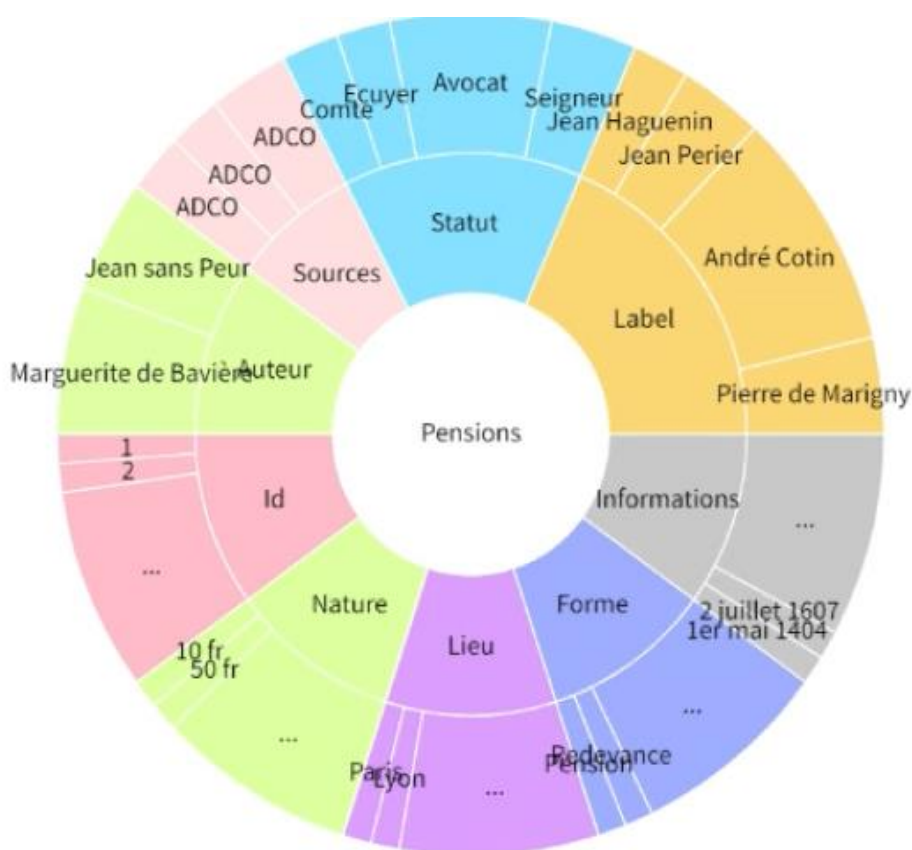 Pensions
Statut
Comte
Ecuyer
Avocat
Seigneur
Label
Jean Haguenin
Jean Perier
André Cotin
Pierre de Marigny
Informations
...
2 juillet 1607
1er mai 1404
Forme
...
Redevance
Pension
Lieu
...
Lyon
Paris
Nature
...
50 fr
10 fr
Id
...
2
1
Auteur
Marguerite de Bavière
Jean sans Peur
Sources
ADCO
ADCO
ADCO